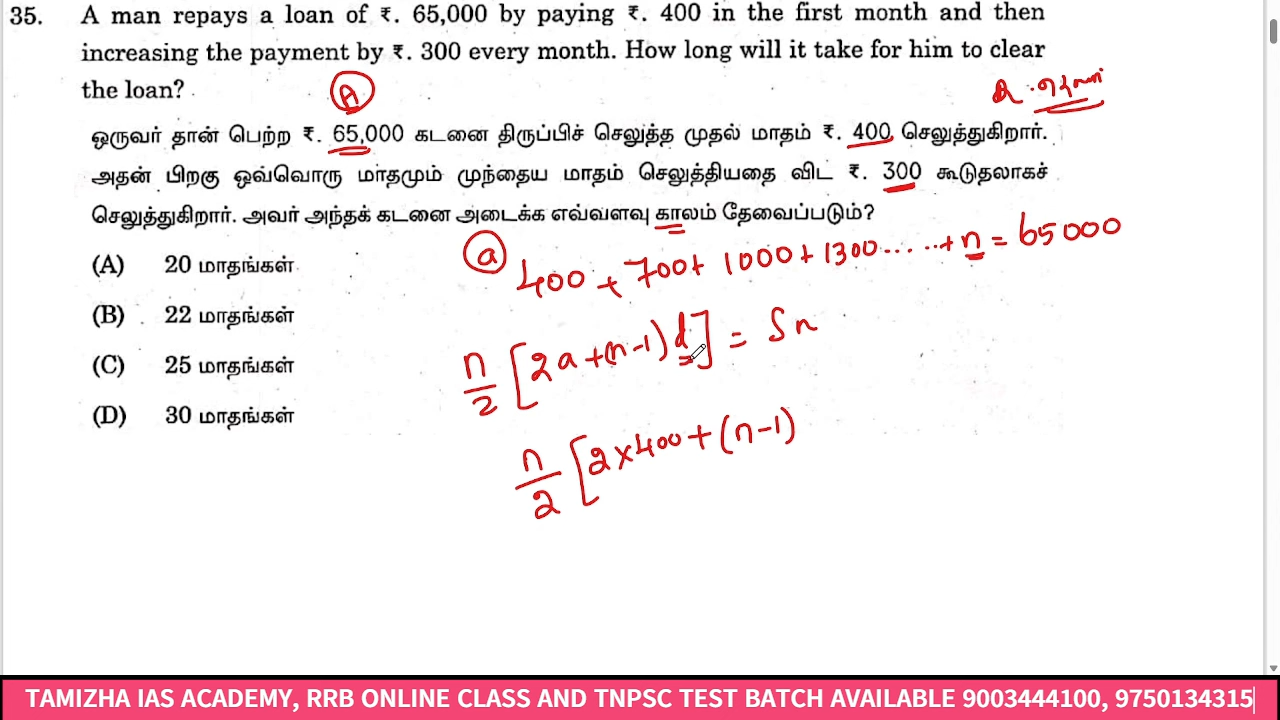 35. A man repays a loan of ₹. 65,000 by paying ₹. 400 in the first month and then
increasing the payment by ₹. 300 every month. How long will it take for him to clear
the loan?
A
ஒருவர் தான் பெற்ற ₹. 65,000 கடனை திருப்பிச் செலுத்த முதல் மாதம் ₹. 400 செலுத்துகிறார்.
அதன் பிறகு ஒவ்வொரு மாதமும் முந்தைய மாதம் செலுத்தியதை விட ₹. 300 கூடுதலாகச்
செலுத்துகிறார். அவர் அந்தக் கடனை அடைக்க எவ்வளவு காலம் தேவைப்படும்?
(A) 20 மாதங்கள்
(B) 22 மாதங்கள்
(C) 25 மாதங்கள்
(D) 30 மாதங்கள்
a
400 + 700 + 1000 + 1300 ...... + n = 65000
n/2 [2a + (n-1) d] = Sn
n/2 [2×400 + (n-1)
TAMIZHA IAS ACADEMY, RRB ONLINE CLASS AND TNPSC TEST BATCH AVAILABLE 9003444100, 9750134315